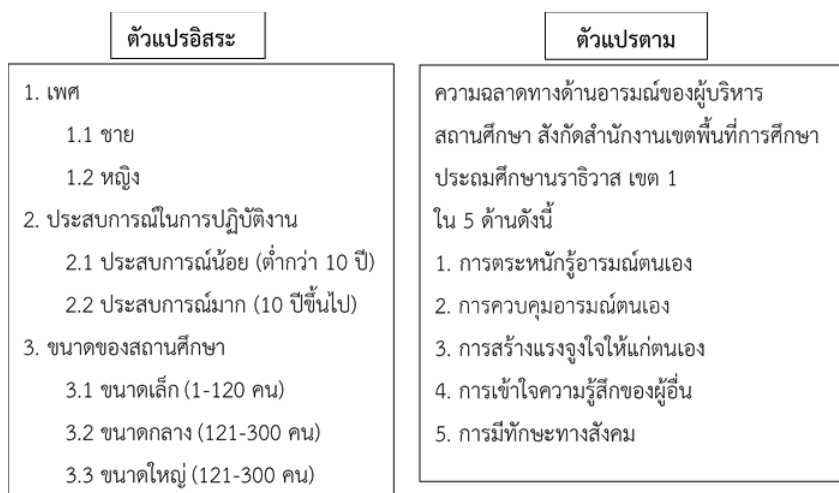 ตัวแปรอิสระ
1. เพศ
1.1 ชาย
1.2 หญิง
2. ประสบการณ์ในการปฏิบัติงาน
2.1 ประสบการณ์น้อย (ต่ำกว่า 10 ปี)
2.2 ประสบการณ์มาก (10 ปีขึ้นไป)
3. ขนาดของสถานศึกษา
3.1 ขนาดเล็ก (1-120 คน)
3.2 ขนาดกลาง (121-300 คน)
3.3 ขนาดใหญ่ (121-300 คน)
ตัวแปรตาม
ความฉลาดทางด้านอารมณ์ของผู้บริหาร
สถานศึกษา สังกัดสำนักงานเขตพื้นที่การศึกษา
ประถมศึกษานราธิวาส เขต 1
ใน 5 ด้านดังนี้
1. การตระหนักรู้อารมณ์ตนเอง
2. การควบคุมอารมณ์ตนเอง
3. การสร้างแรงจูงใจให้แก่ตนเอง
4. การเข้าใจความรู้สึกของผู้อื่น
5. การมีทักษะทางสังคม